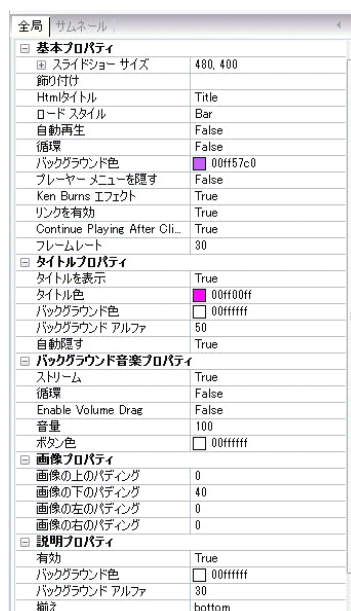 全局 サムネール
基本プロパティ
スライドショー サイズ 480, 400
飾り付け
Htmlタイトル Title
ロード スタイル Bar
自動再生 False
循環 False
バックグラウンド色 00ff57c0
プレーヤー メニューを隠す False
Ken Burns エフェクト True
リンクを有効 True
Continue Playing After Cli... True
フレームレート 30
タイトルプロパティ
タイトルを表示 True
タイトル色 00ff00ff
バックグラウンド色 00ffffff
バックグラウンド アルファ 50
自動隠す True
バックグラウンド音楽プロパティ
ストリーム True
循環 False
Enable Volume Drag False
音量 100
ボタン色 00ffffff
画像プロパティ
画像の上のパディング 0
画像の下のパディング 40
画像の左のパディング 0
画像の右のパディング 0
説明プロパティ
有効 True
バックグラウンド色 00ffffff
バックグラウンド アルファ 30
揃え bottom